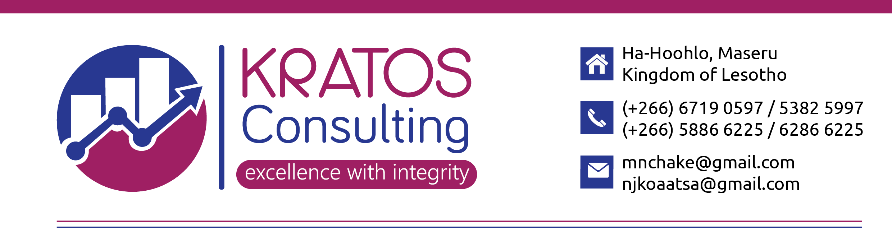 KRATOS
Consulting
excellence with integrity
Ha-Hoohlo, Maseru
Kingdom of Lesotho
(+266) 6719 0597 / 5382 5997
(+266) 5886 6225 / 6286 6225
mnchake@gmail.com
njkoaatsa@gmail.com